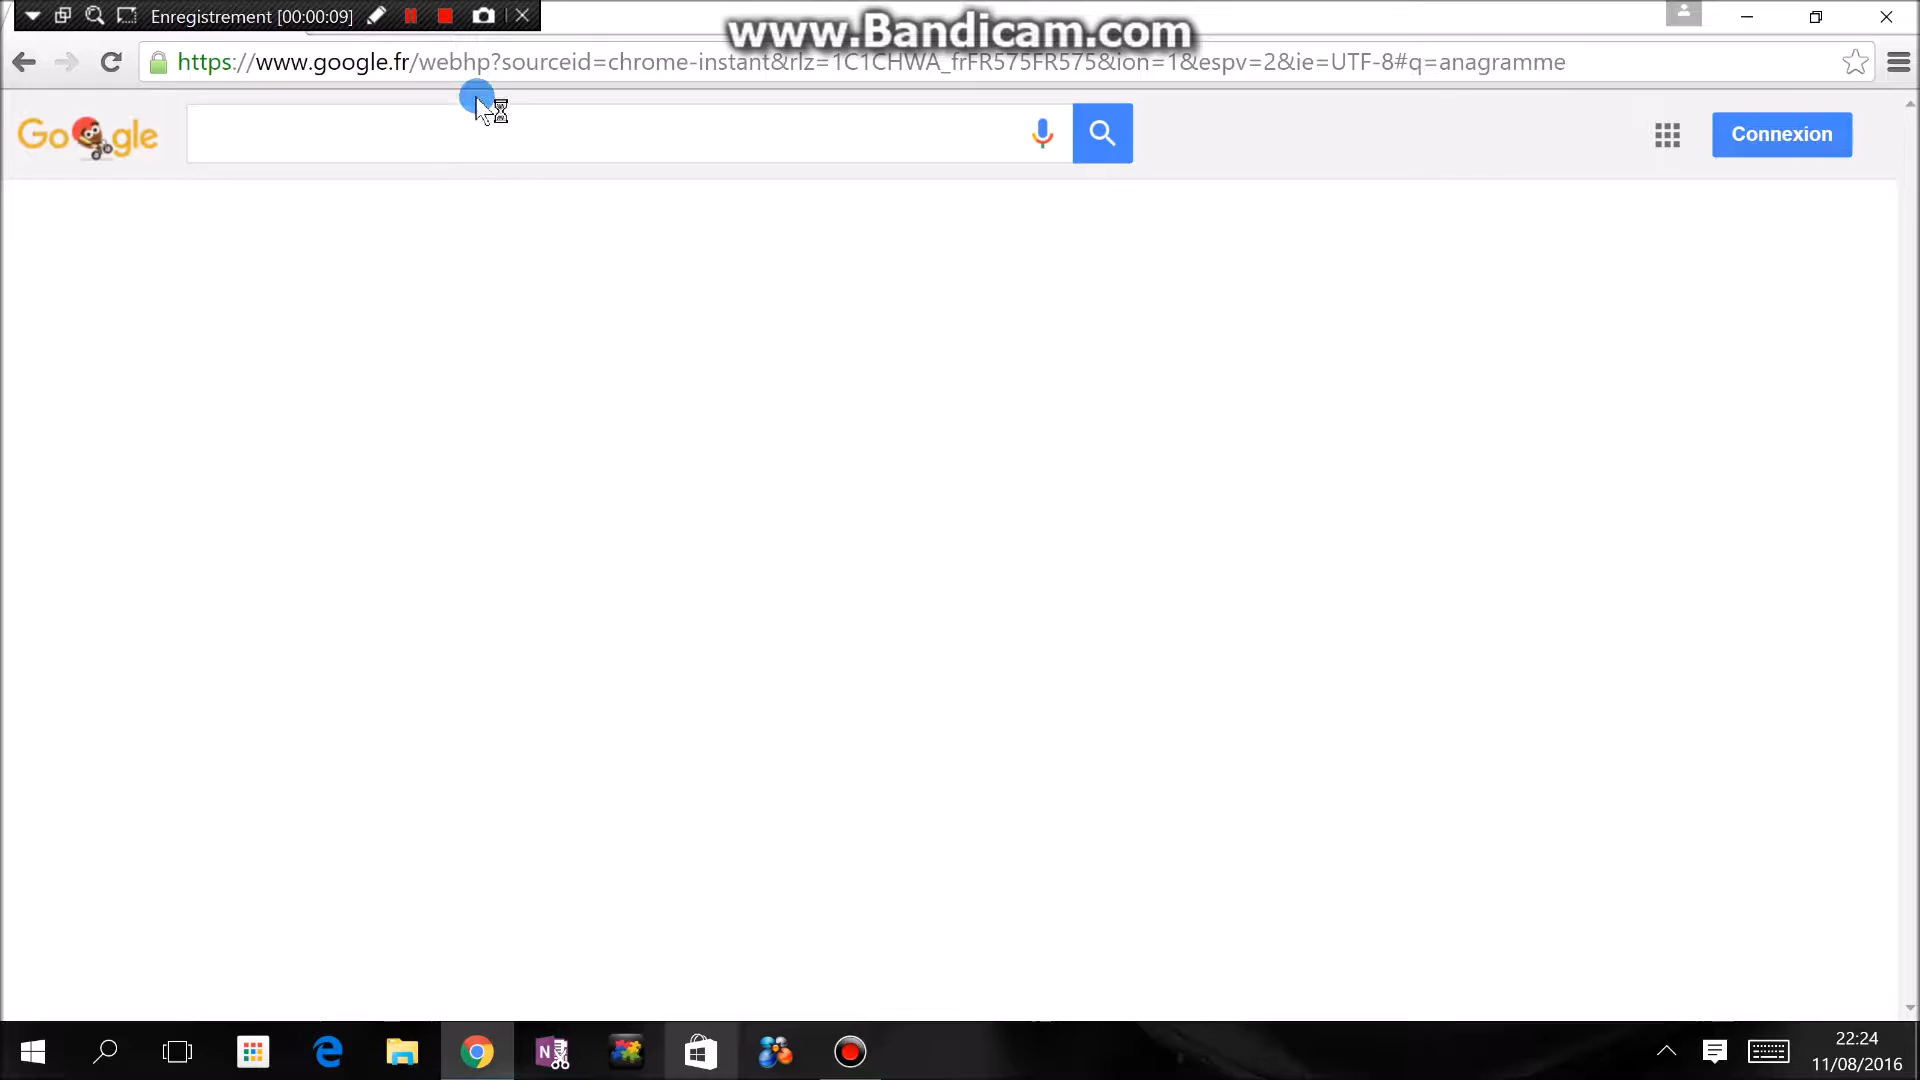 Enregistrement [00:00:09]
www.Bandicam.com
https://www.google.fr/webhp?sourceid=chrome-instant&rlz=1C1CHWA_frFR575FR575&ion=1&espv=2&ie=UTF-8#q=anagramme
Google
Connexion
N
22:24
11/08/2016